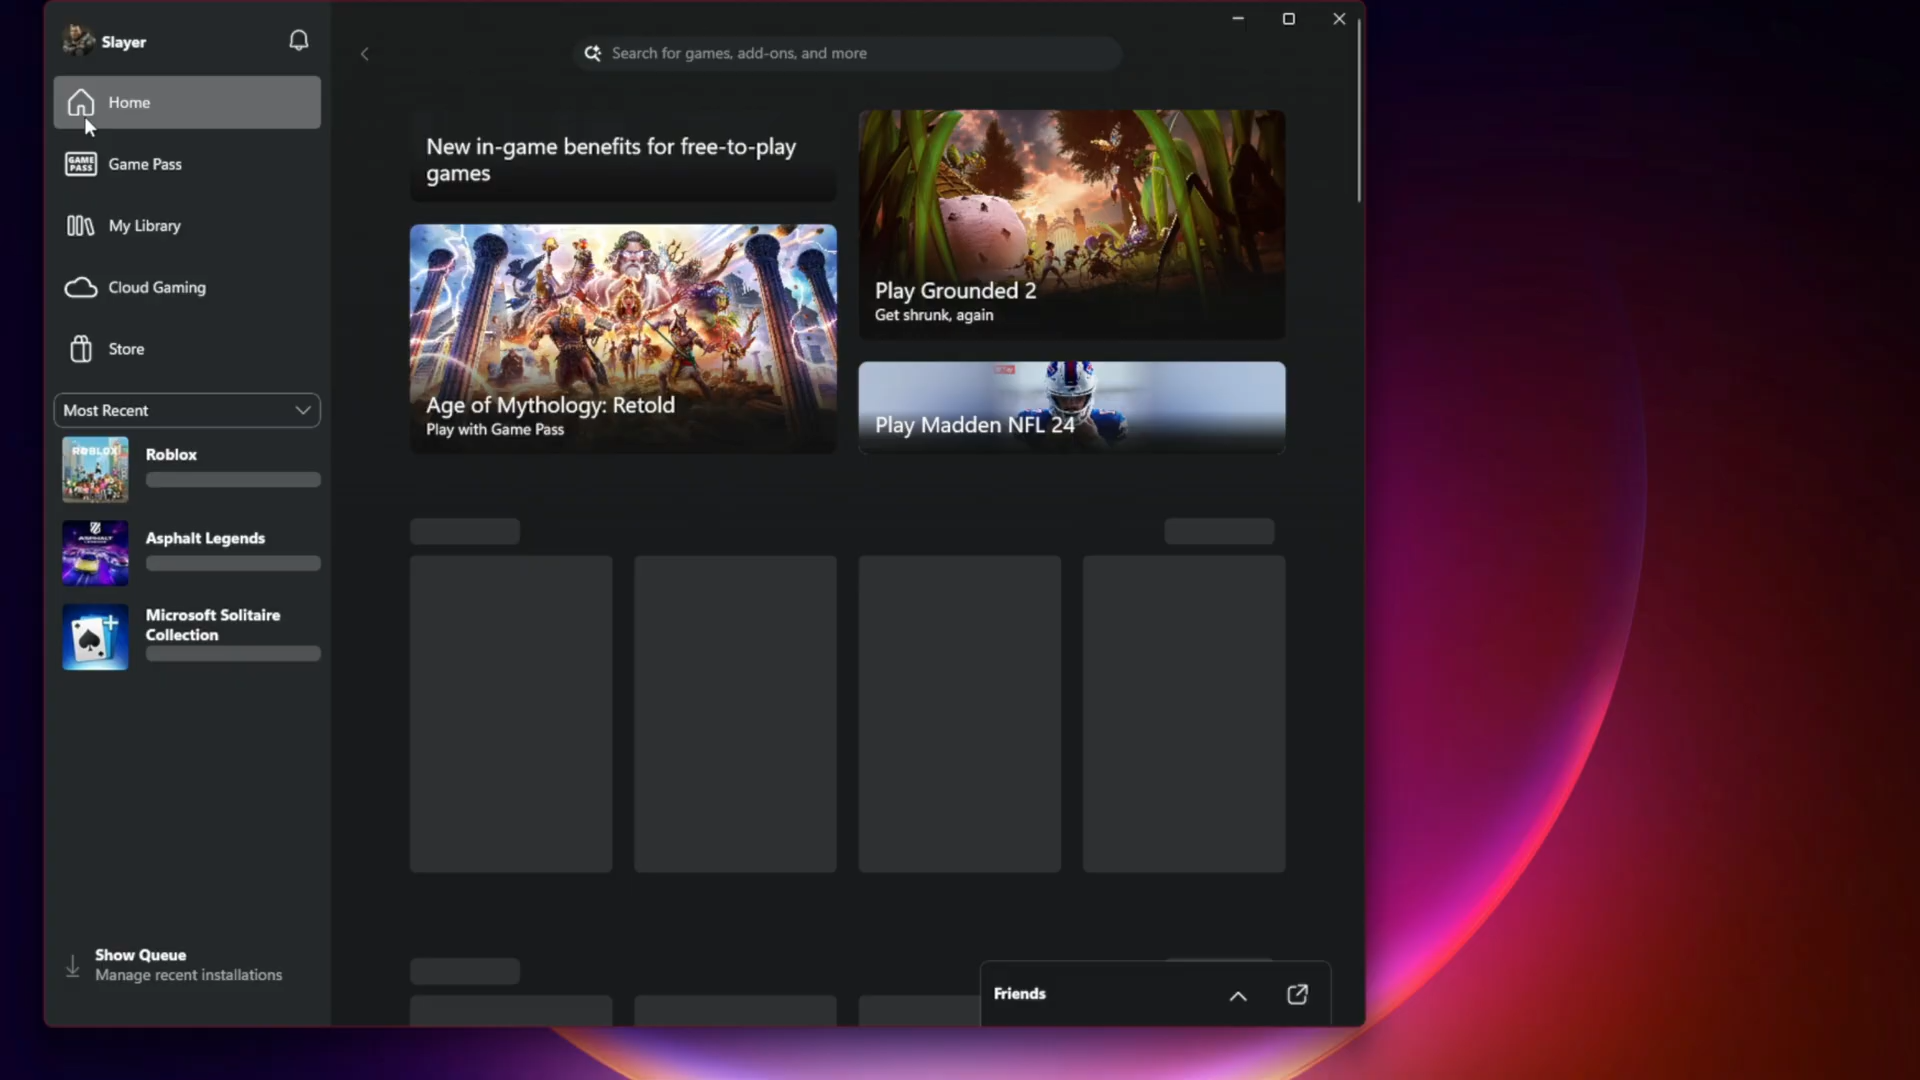 Slayer
Home
GAME PASS
Game Pass
My Library
Cloud Gaming
Store
Most Recent
ROBLOX
Roblox
ASPHALT
Asphalt Legends
Microsoft Solitaire
Collection
Show Queue
Manage recent installations
Search for games, add-ons, and more
New in-game benefits for free-to-play
games
Age of Mythology: Retold
Play with Game Pass
Play Grounded 2
Get shrunk, again
Play Madden NFL 24
Friends